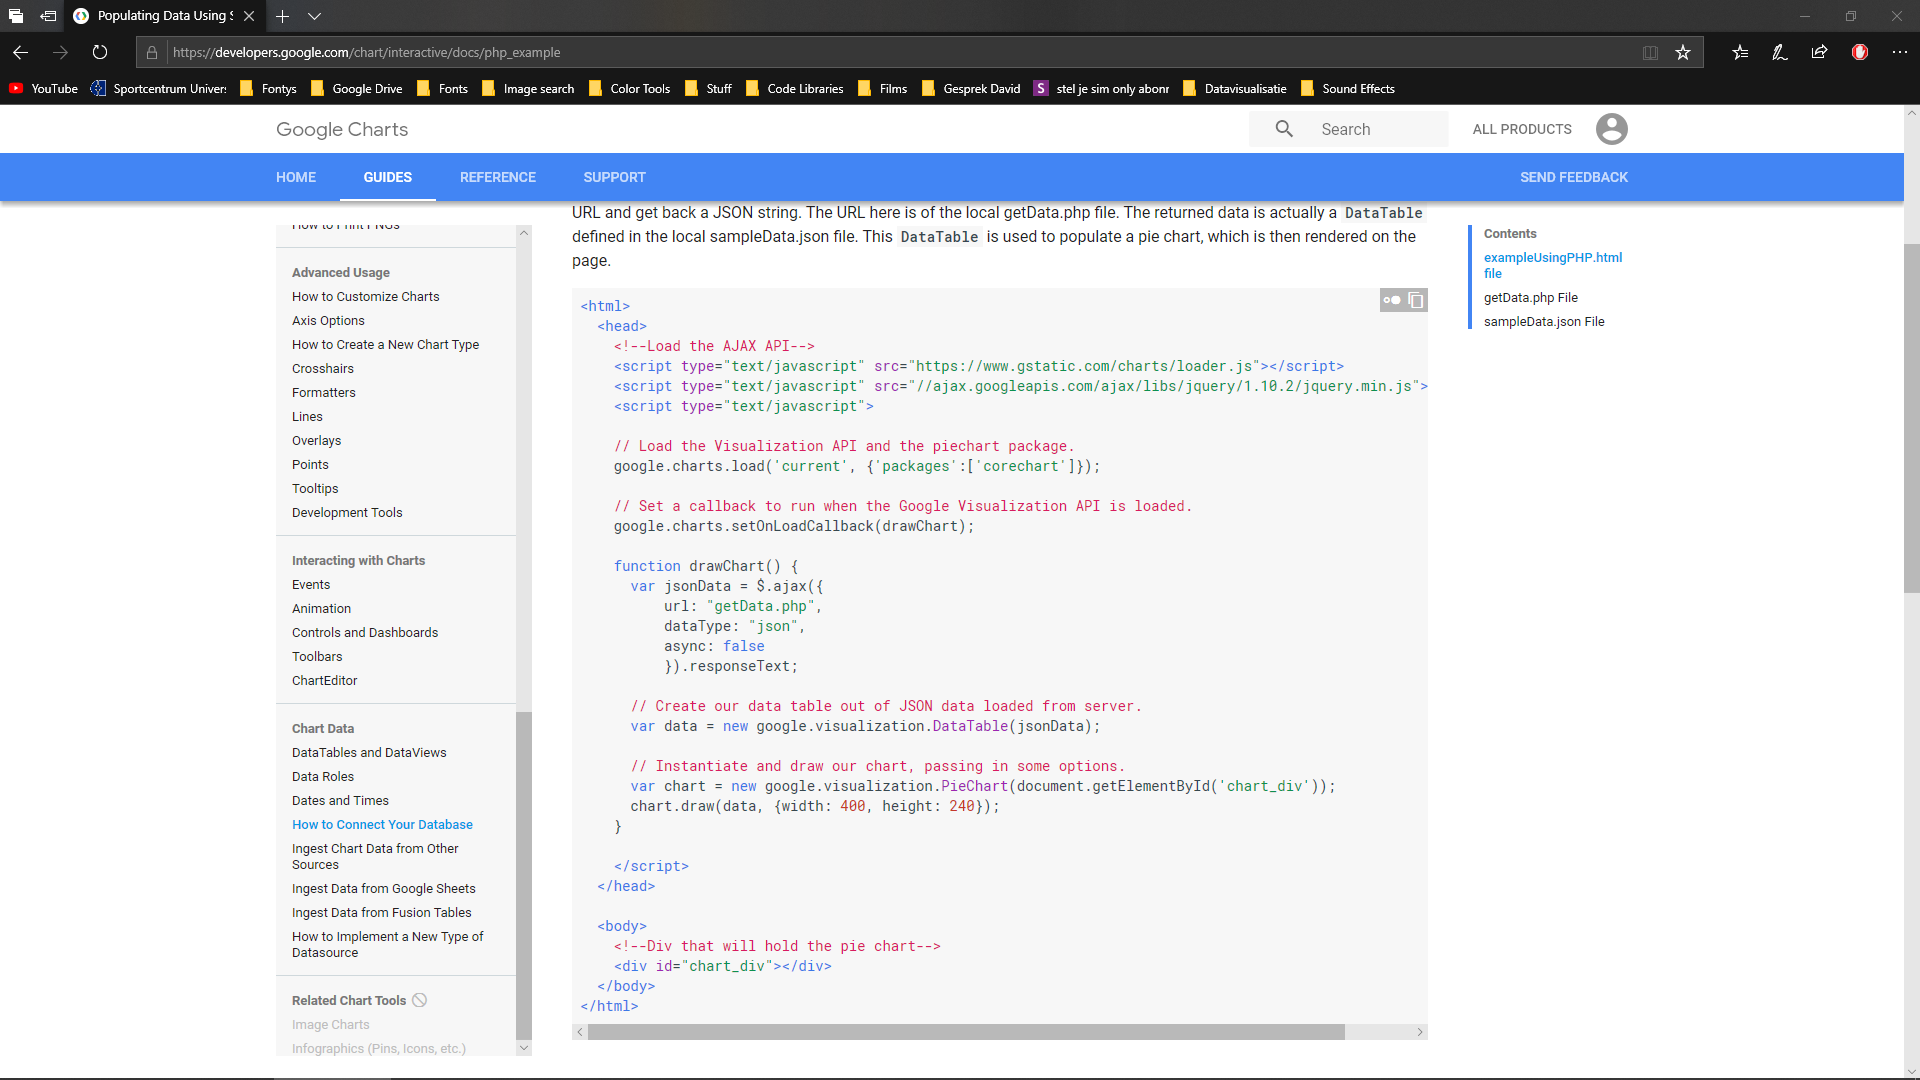 Populating Data Using S
https://developers.google.com/chart/interactive/docs/php_example
YouTube
Sportcentrum Univers
Fontys
Google Drive
Fonts
Image search
Color Tools
Stuff
Code Libraries
Films
Gesprek David
S
stel je sim only abonn
Datavisualisatie
Sound Effects
Google Charts
Search
ALL PRODUCTS
HOME
GUIDES
REFERENCE
SUPPORT
SEND FEEDBACK
How to Print PNGs
Advanced Usage
How to Customize Charts
Axis Options
How to Create a New Chart Type
Crosshairs
Formatters
Lines
Overlays
Points
Tooltips
Development Tools
Interacting with Charts
Events
Animation
Controls and Dashboards
Toolbars
ChartEditor
Chart Data
DataTables and DataViews
Data Roles
Dates and Times
How to Connect Your Database
Ingest Chart Data from Other
Sources
Ingest Data from Google Sheets
Ingest Data from Fusion Tables
How to Implement a New Type of
Datasource
Related Chart Tools
Image Charts
Infographics (Pins, Icons, etc.)
URL and get back a JSON string. The URL here is of the local getData.php file. The returned data is actually a DataTable
defined in the local sampleData.json file. This DataTable is used to populate a pie chart, which is then rendered on the
page.
<html>
  <head>
    <!--Load the AJAX API-->
    <script type="text/javascript" src="https://www.gstatic.com/charts/loader.js"></script>
    <script type="text/javascript" src="//ajax.googleapis.com/ajax/libs/jquery/1.10.2/jquery.min.js">
    <script type="text/javascript">
    // Load the Visualization API and the piechart package.
    google.charts.load('current', {'packages':['corechart']});
    // Set a callback to run when the Google Visualization API is loaded.
    google.charts.setOnLoadCallback(drawChart);
    function drawChart() {
      var jsonData = $.ajax({
          url: "getData.php",
          dataType: "json",
          async: false
          }).responseText;
      // Create our data table out of JSON data loaded from server.
      var data = new google.visualization.DataTable(jsonData);
      // Instantiate and draw our chart, passing in some options.
      var chart = new google.visualization.PieChart(document.getElementById('chart_div'));
      chart.draw(data, {width: 400, height: 240});
    }
    </script>
  </head>
  <body>
    <!--Div that will hold the pie chart-->
    <div id="chart_div"></div>
  </body>
</html>
Contents
exampleUsingPHP.html
file
getData.php File
sampleData.json File